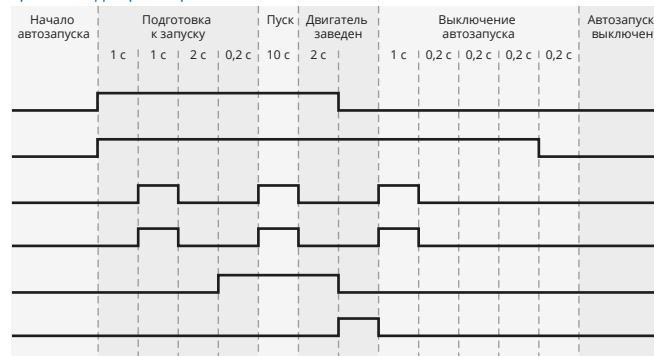 Начало
автозапуска
Подготовка
к запуску
Пуск
Двигатель
заведен
Выключение
автозапуска
Автозапуск
выключен
1 с 1 с 2 с 0,2 с 10 с 2 с 1 с 0,2 с 0,2 с 0,2 с 0,2 с